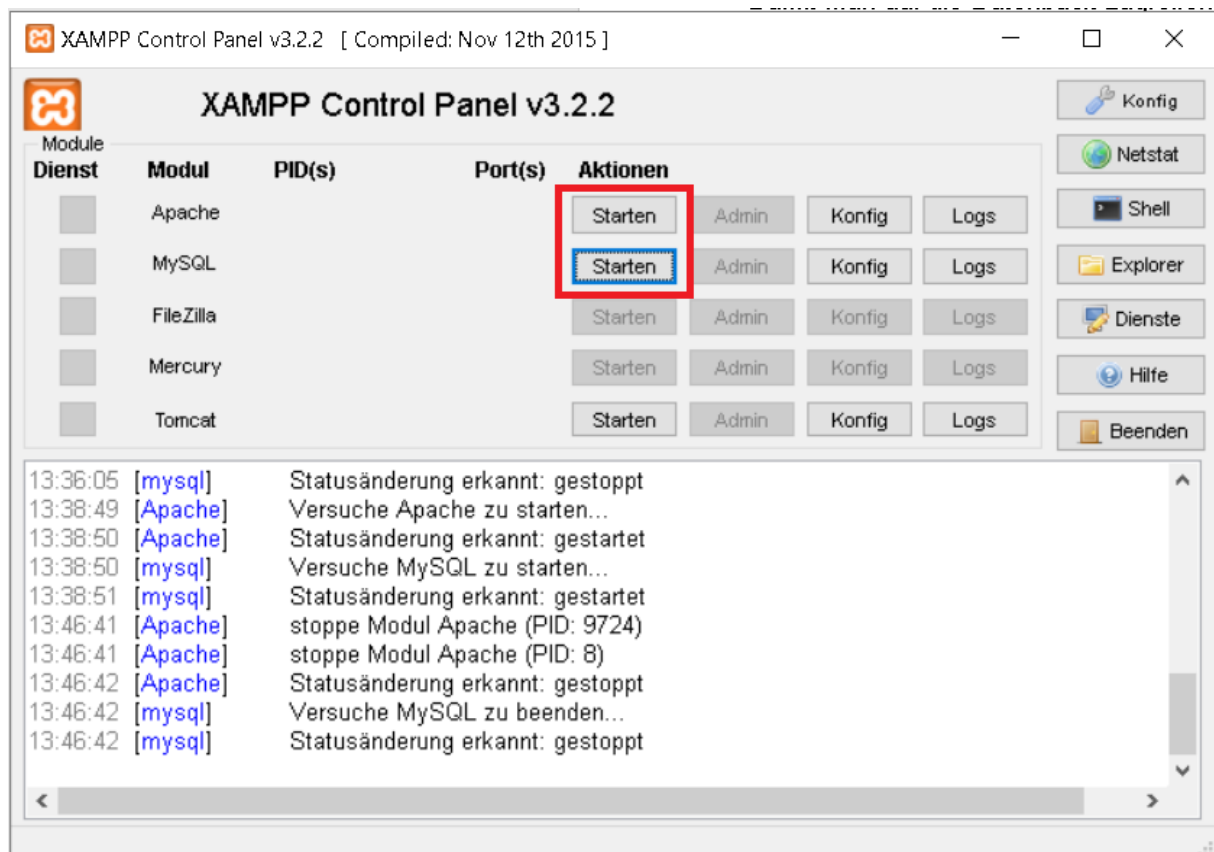 XAMPP Control Panel v3.2.2 [ Compiled: Nov 12th 2015 ]
XAMPP Control Panel v3.2.2
Konfig
Module
Netstat
Dienst Modul PID(s) Port(s) Aktionen
Apache Starten Admin Konfig Logs
Shell
MySQL Starten Admin Konfig Logs
Explorer
FileZilla Starten Admin Konfig Logs
Dienste
Mercury Starten Admin Konfig Logs
Hilfe
Tomcat Starten Admin Konfig Logs
Beenden
13:36:05 [mysql] Statusänderung erkannt: gestoppt
13:38:49 [Apache] Versuche Apache zu starten...
13:38:50 [Apache] Statusänderung erkannt: gestartet
13:38:50 [mysql] Versuche MySQL zu starten...
13:38:51 [mysql] Statusänderung erkannt: gestartet
13:46:41 [Apache] stoppe Modul Apache (PID: 9724)
13:46:41 [Apache] stoppe Modul Apache (PID: 8)
13:46:42 [Apache] Statusänderung erkannt: gestoppt
13:46:42 [mysql] Versuche MySQL zu beenden...
13:46:42 [mysql] Statusänderung erkannt: gestoppt